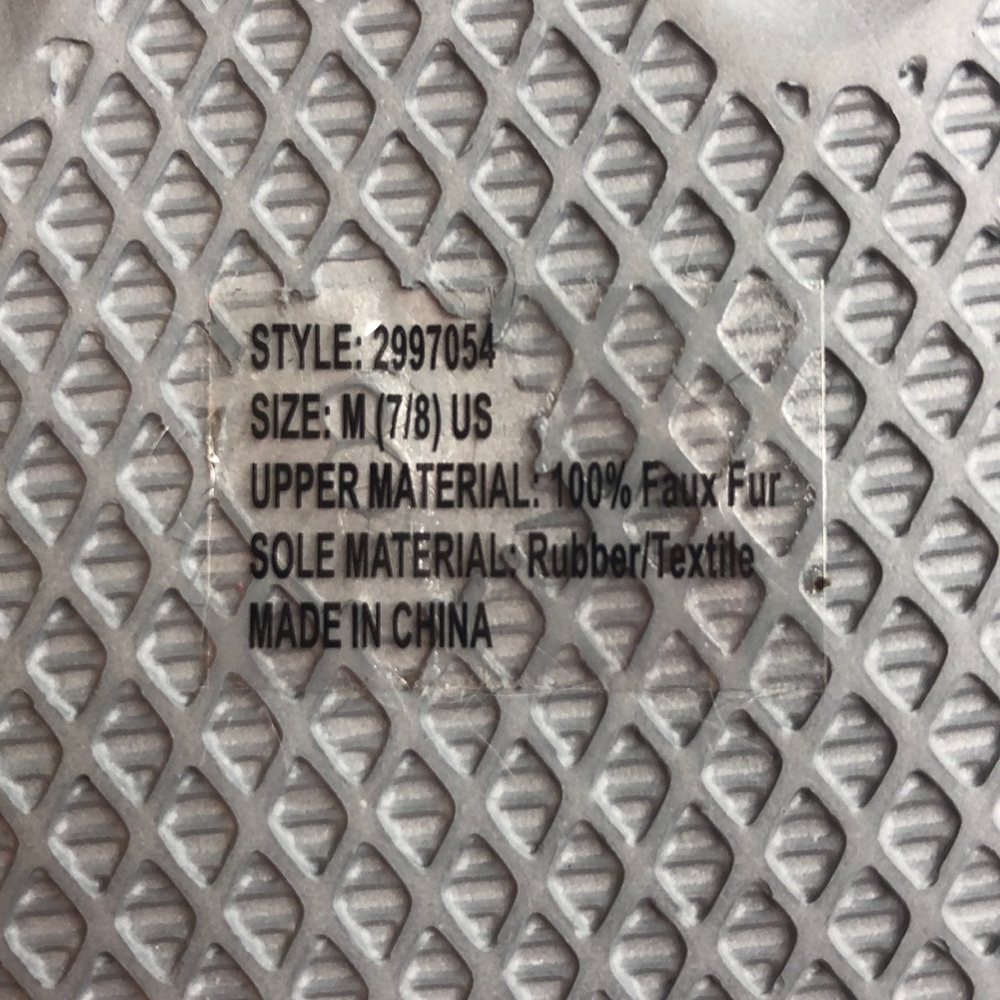 STYLE: 2997054
SIZE: M (7/8) US
UPPER MATERIAL: 100% Faux Fur
SOLE MATERIAL: Rubber/Textile
MADE IN CHINA